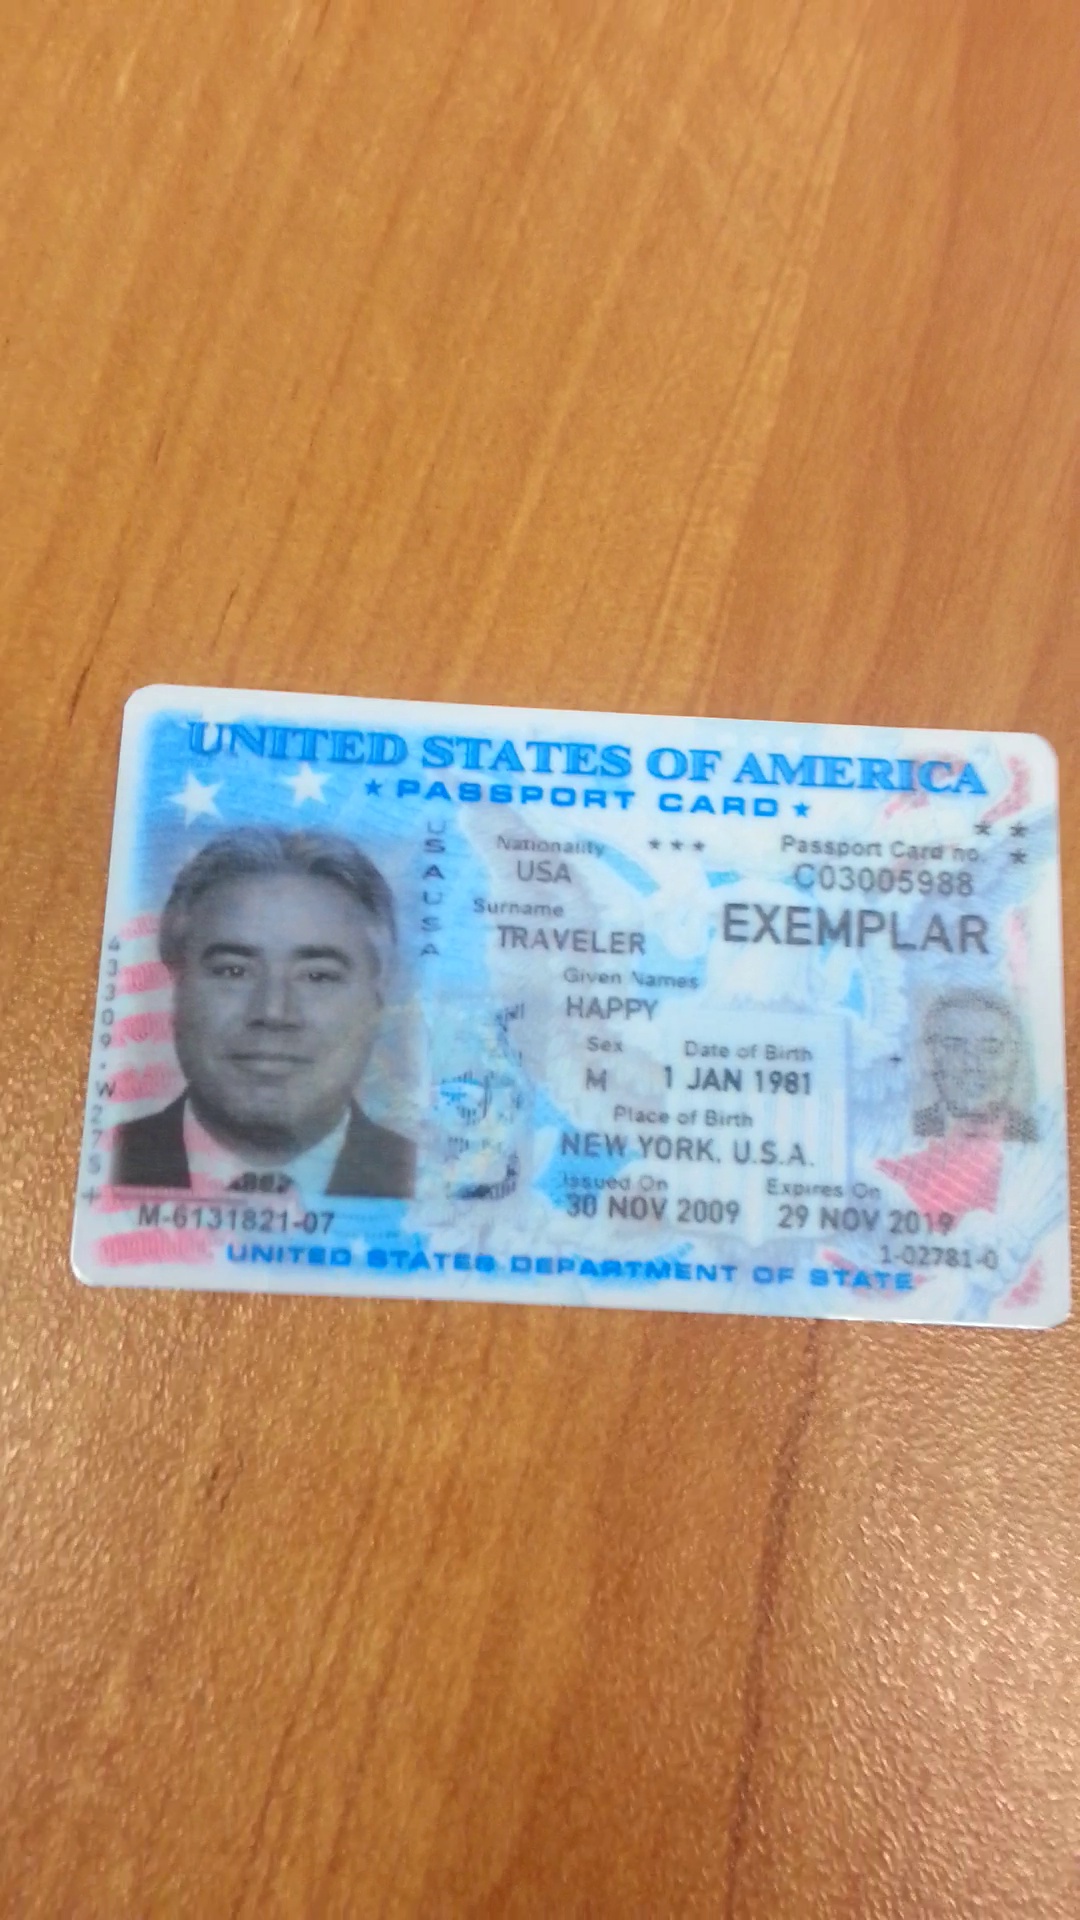 UNITED STATES OF AMERICA
★ PASSPORT CARD ★
USAUSA
Nationality
USA
★ ★ ★
Passport Card no.
C03005988
Surname
TRAVELER
EXEMPLAR
Given Names
HAPPY
Sex
M
Date of Birth
1 JAN 1981
Place of Birth
NEW YORK, U.S.A.
Issued On
30 NOV 2009
Expires On
29 NOV 2019
M-6131821-07
1-02781-0
UNITED STATES DEPARTMENT OF STATE